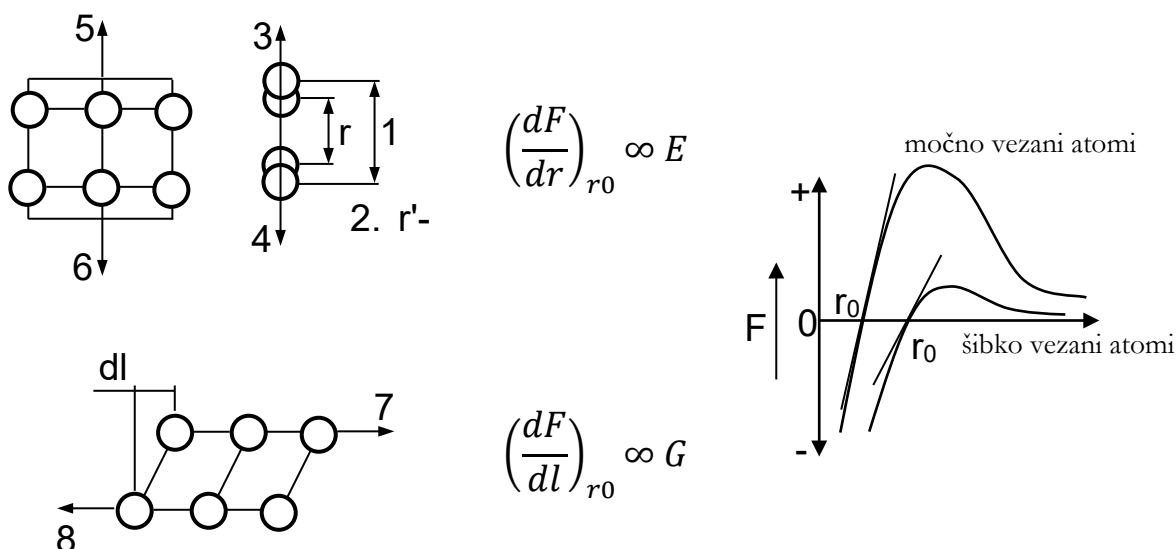 5
3
r
1
6
4
2. r'-
(dF/dr)r0 ∞ E
močno vezani atomi
+
r0
F
0
r0
šibko vezani atomi
-
dl
7
8
(dF/dl)r0 ∞ G